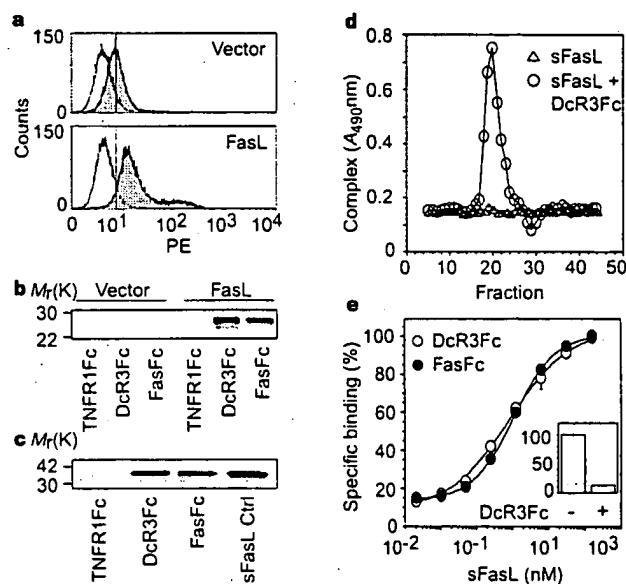 a
150
Vector
0
150
FasL
0
Counts
0 10¹ 10² 10³ 10⁴
PE
b Mr(K) Vector FasL
30
22
TNFR1Fc
DcR3Fc
FasFc
TNFR1Fc
DcR3Fc
FasFc
c Mr(K)
42
30
TNFR1Fc
DcR3Fc
FasFc
sFasL Ctrl
d
0.8
0.6
0.4
0.2
0
Complex (A490nm)
sFasL
sFasL +
DcR3Fc
0 10 20 30 40 50
Fraction
e
100
80
60
40
20
0
Specific binding (%)
DcR3Fc
FasFc
100
50
0
DcR3Fc - +
10-2 10-1 100 101 102
sFasL (nM)